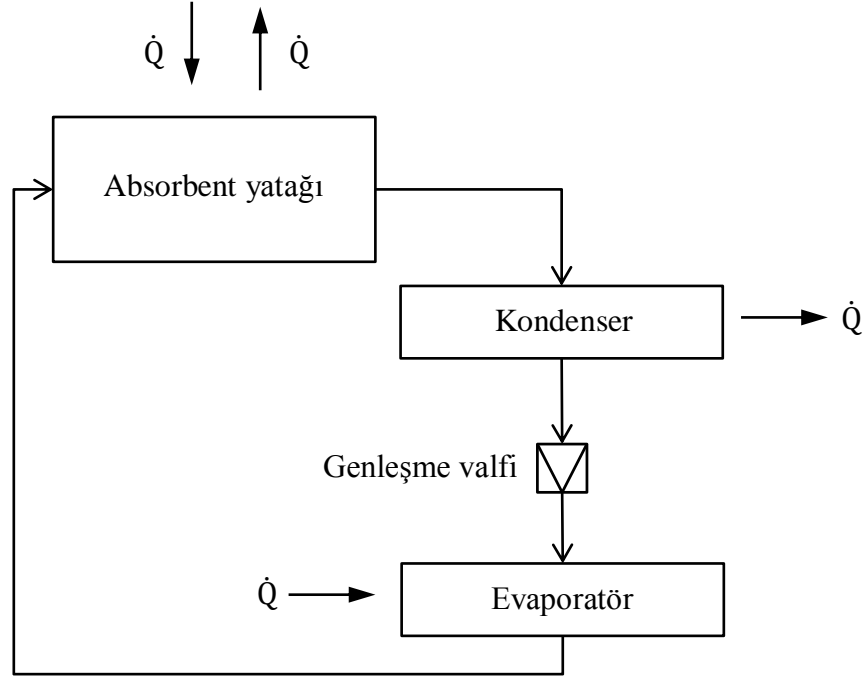 Q̇
Q̇
Absorbent yatağı
Kondenser
Q̇
Genleşme valfi
Q̇
Evaporatör